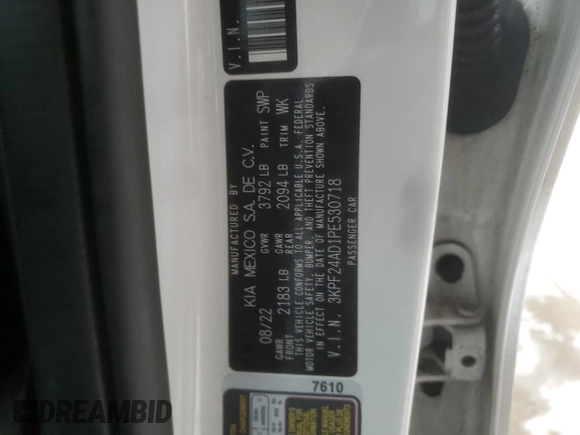 V.I.N.
MANUFACTURED BY
KIA MEXICO S.A. DE C.V.
08/22 GVWR 3792 LB PAINT SWP
GAWR FRONT 2183 LB GAWR REAR 2094 LB TRIM WK
THIS VEHICLE CONFORMS TO ALL APPLICABLE U.S.A. FEDERAL
MOTOR VEHICLE SAFETY, BUMPER, AND THEFT PREVENTION STANDARDS
IN EFFECT ON THE DATE OF MANUFACTURE SHOWN ABOVE.
V.I.N. 3KPF24AD1PE530718
PASSENGER CAR
7610
DREAMBID